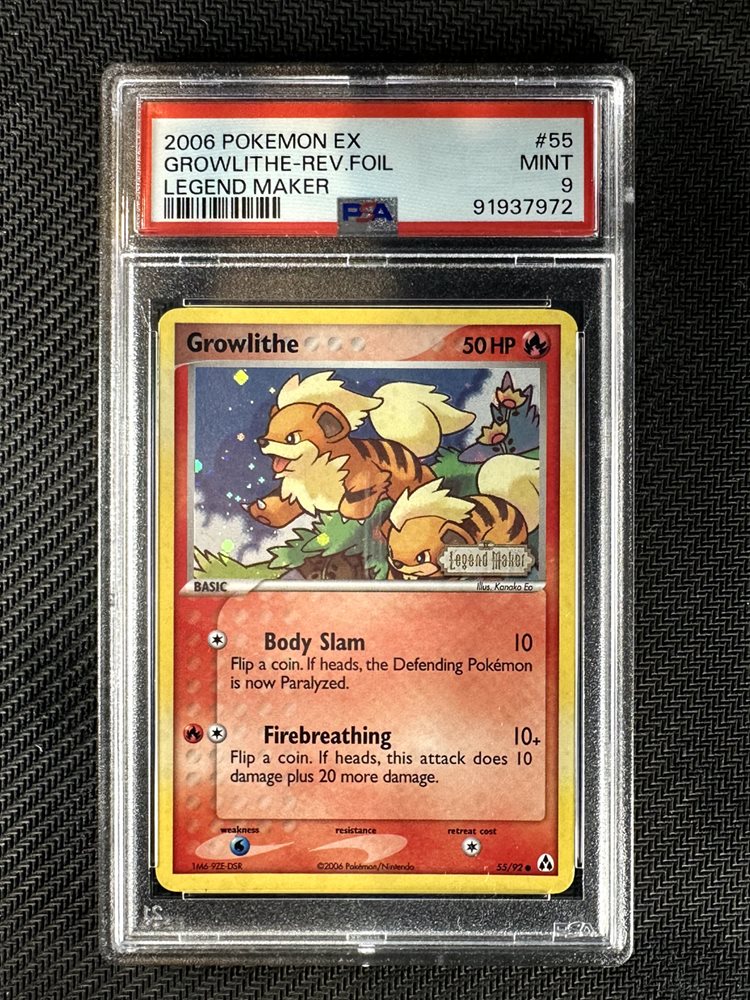 2006 POKEMON EX #55
GROWLITHE-REV.FOIL MINT
LEGEND MAKER 9
PSA 91937972
Growlithe 50 HP
Legend Maker
BASIC Illus. Kanako Eo
Body Slam 10
Flip a coin. If heads, the Defending Pokémon
is now Paralyzed.
Firebreathing 10+
Flip a coin. If heads, this attack does 10
damage plus 20 more damage.
weakness resistance retreat cost
1M6-9ZE-DSR ©2006 Pokémon/Nintendo 55/92